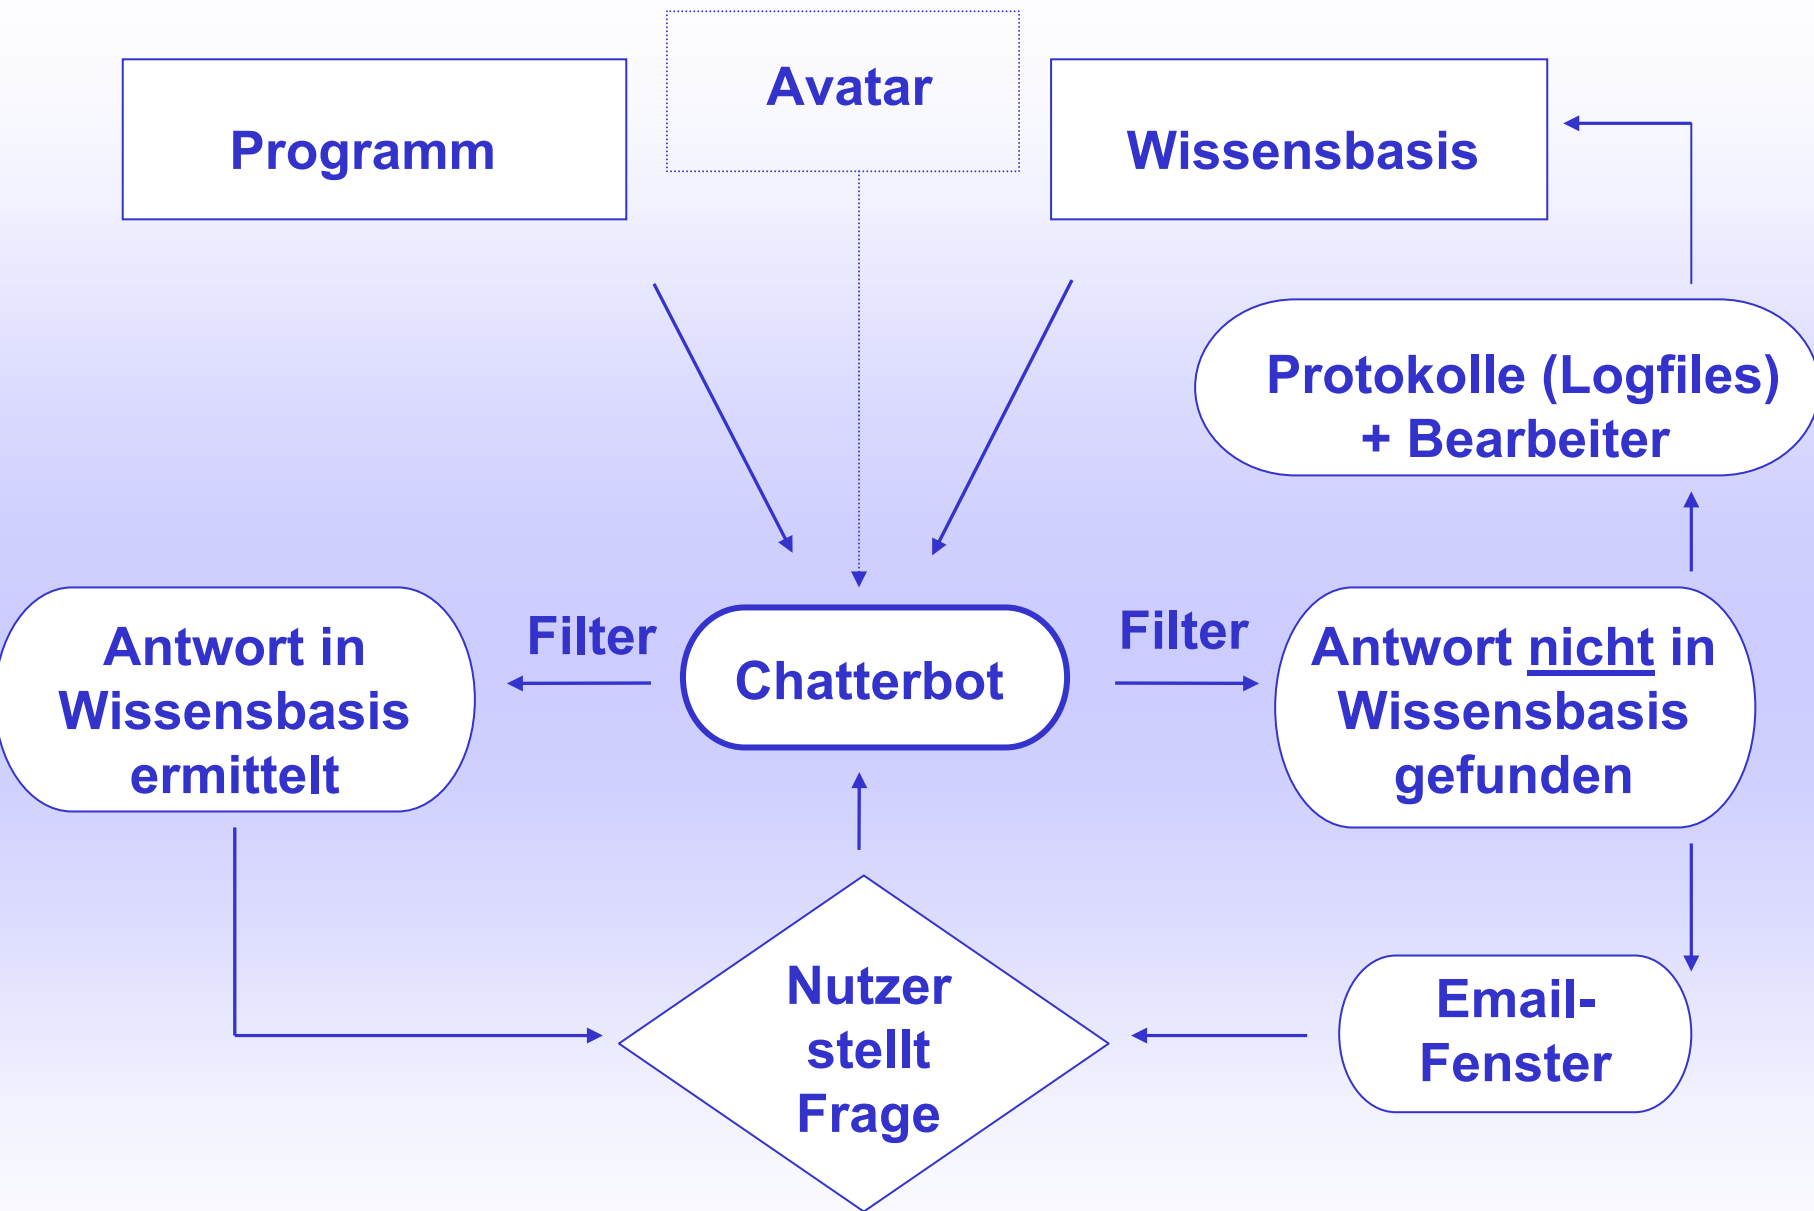 Avatar
Programm
Wissensbasis
Protokolle (Logfiles)
+ Bearbeiter
Filter
Filter
Antwort in
Wissensbasis
ermittelt
Chatterbot
Antwort nicht in
Wissensbasis
gefunden
Nutzer
stellt
Frage
Email-
Fenster